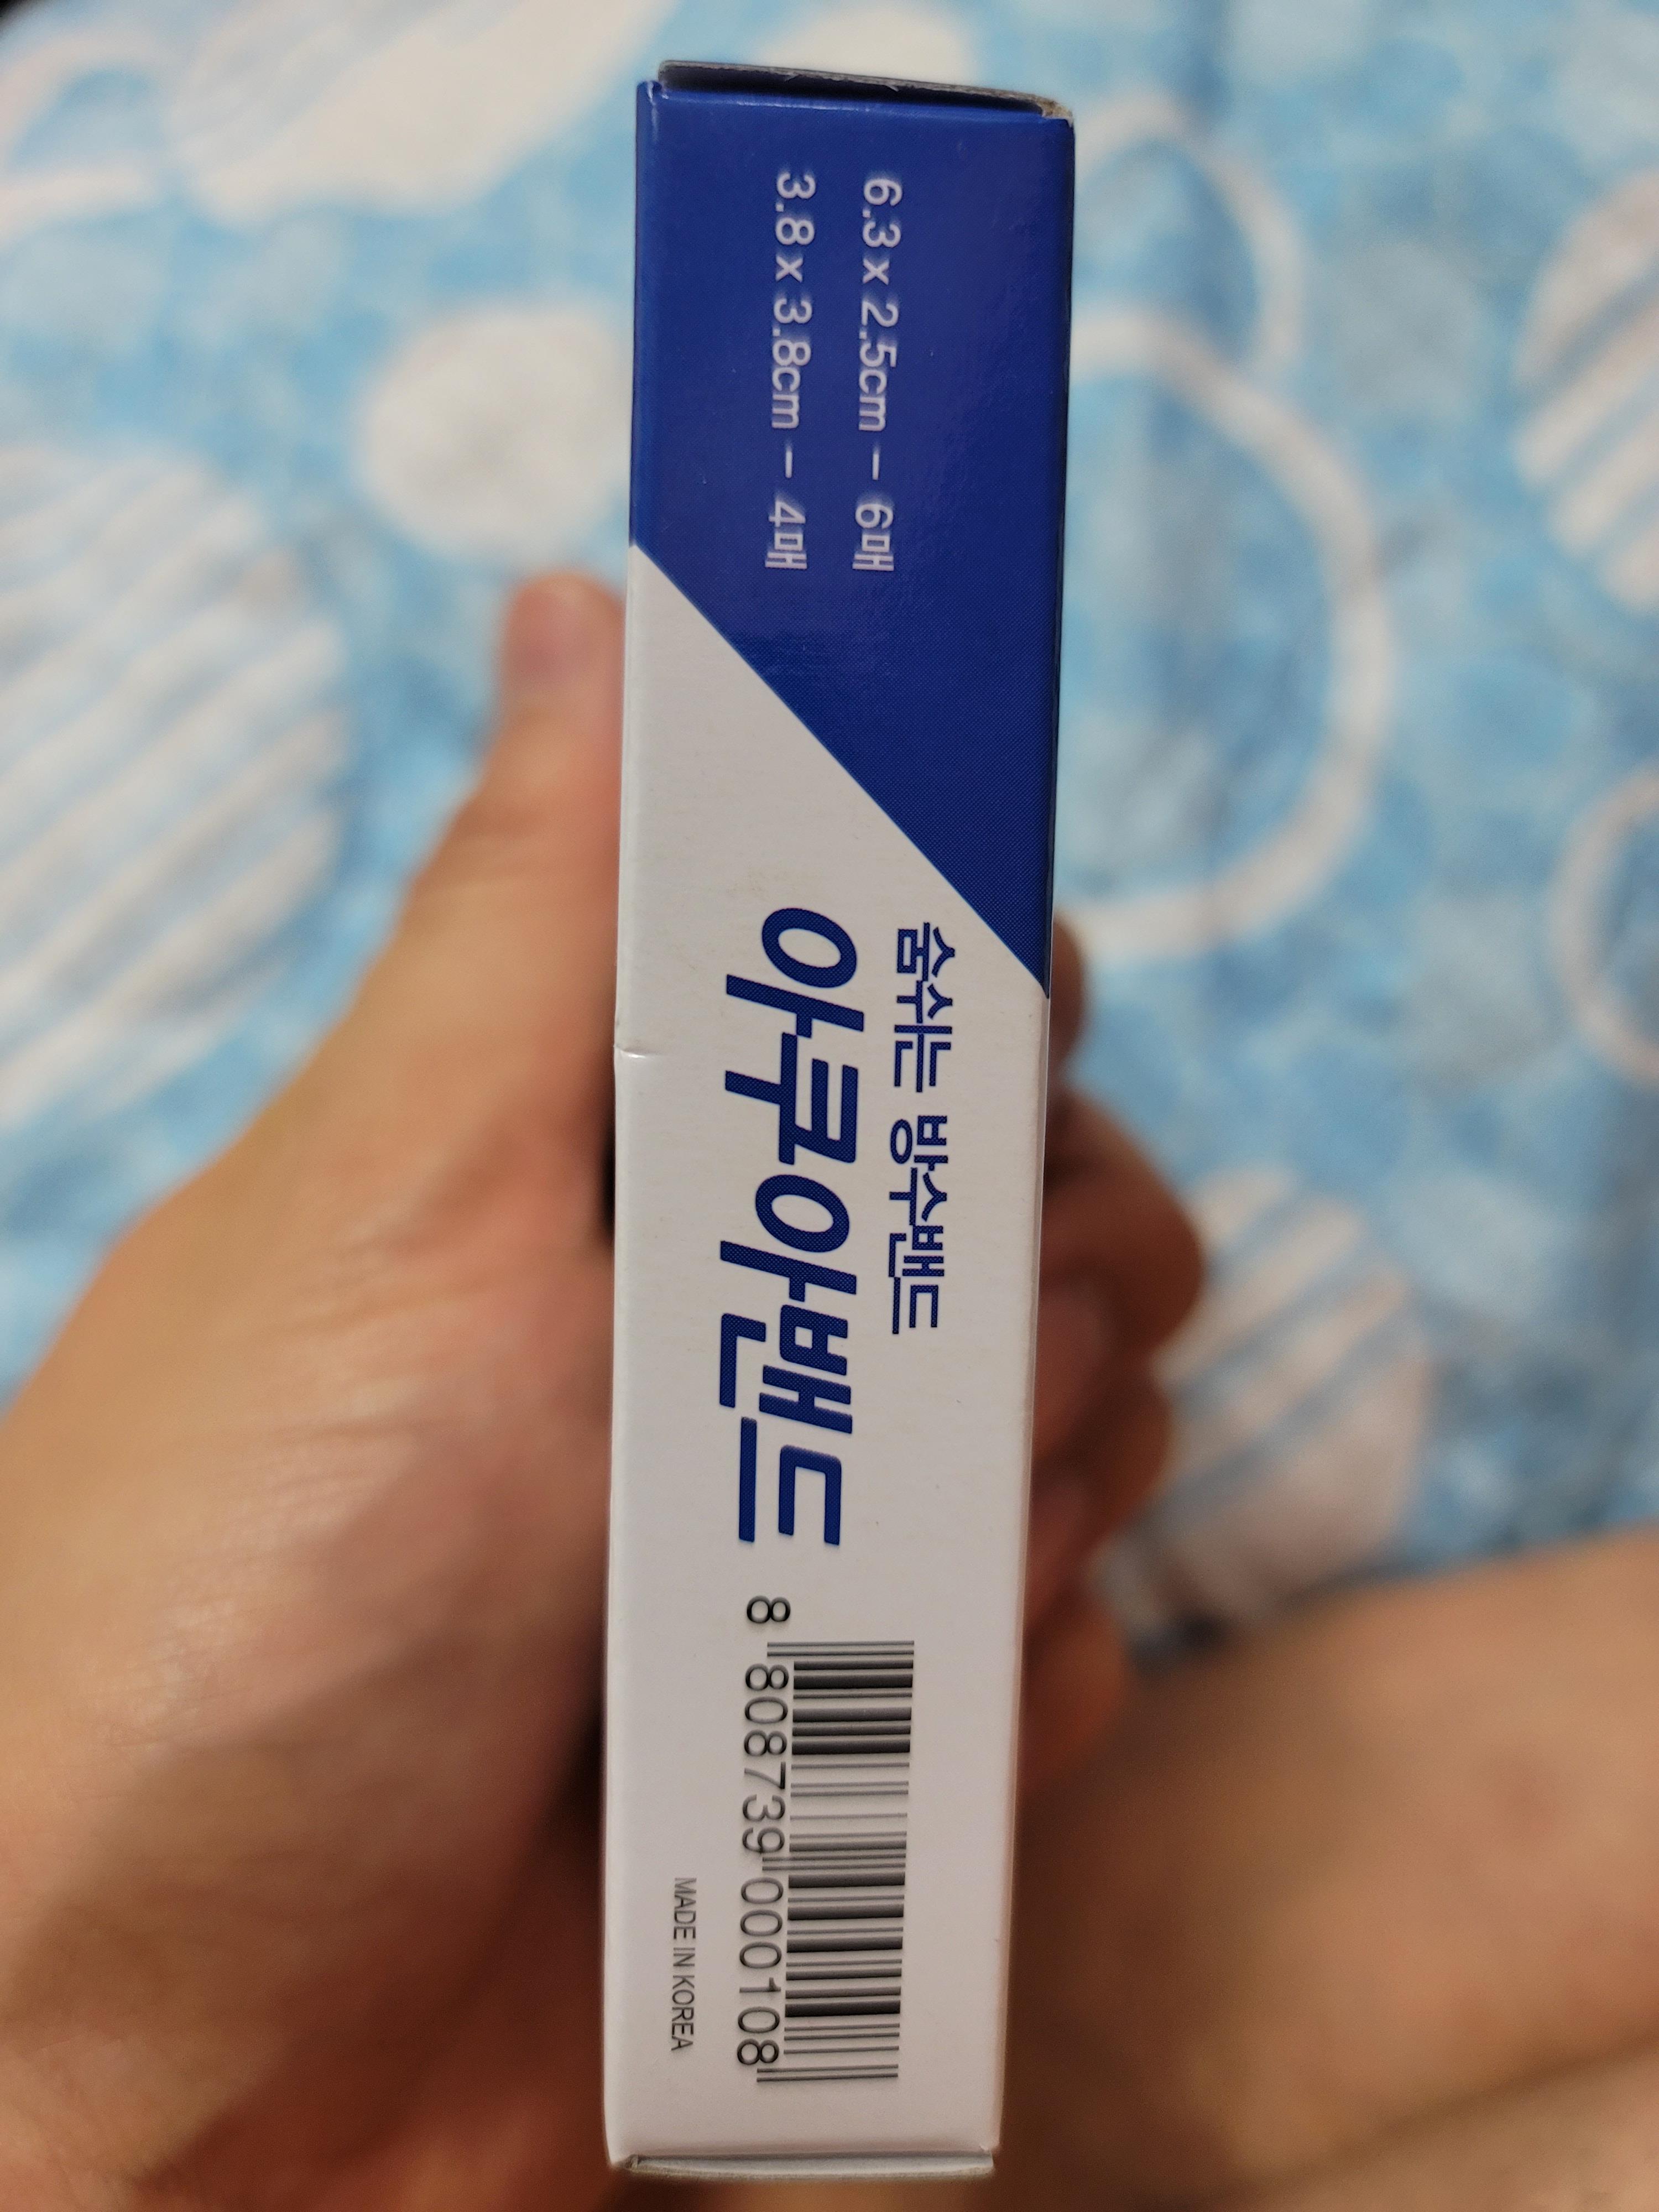 6.3 x 2.5cm – 6매
3.8 x 3.8cm – 4매
숨쉬는 방수밴드
아쿠아밴드
8 808739 000108
MADE IN KOREA